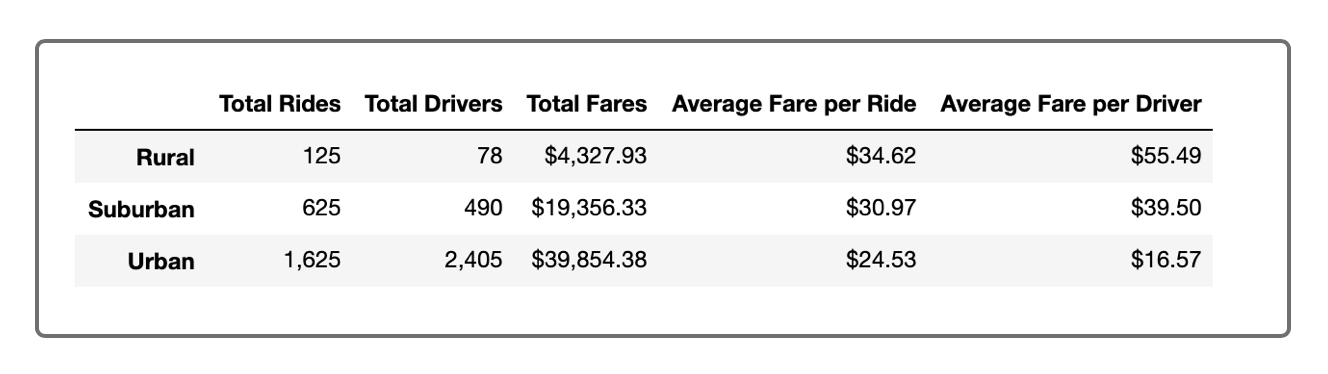 Total Rides Total Drivers Total Fares Average Fare per Ride Average Fare per Driver
Rural 125 78 $4,327.93 $34.62 $55.49
Suburban 625 490 $19,356.33 $30.97 $39.50
Urban 1,625 2,405 $39,854.38 $24.53 $16.57